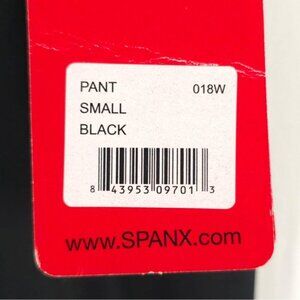 PANT 018W
SMALL
BLACK
8 43953 09701 3
www.SPANX.com